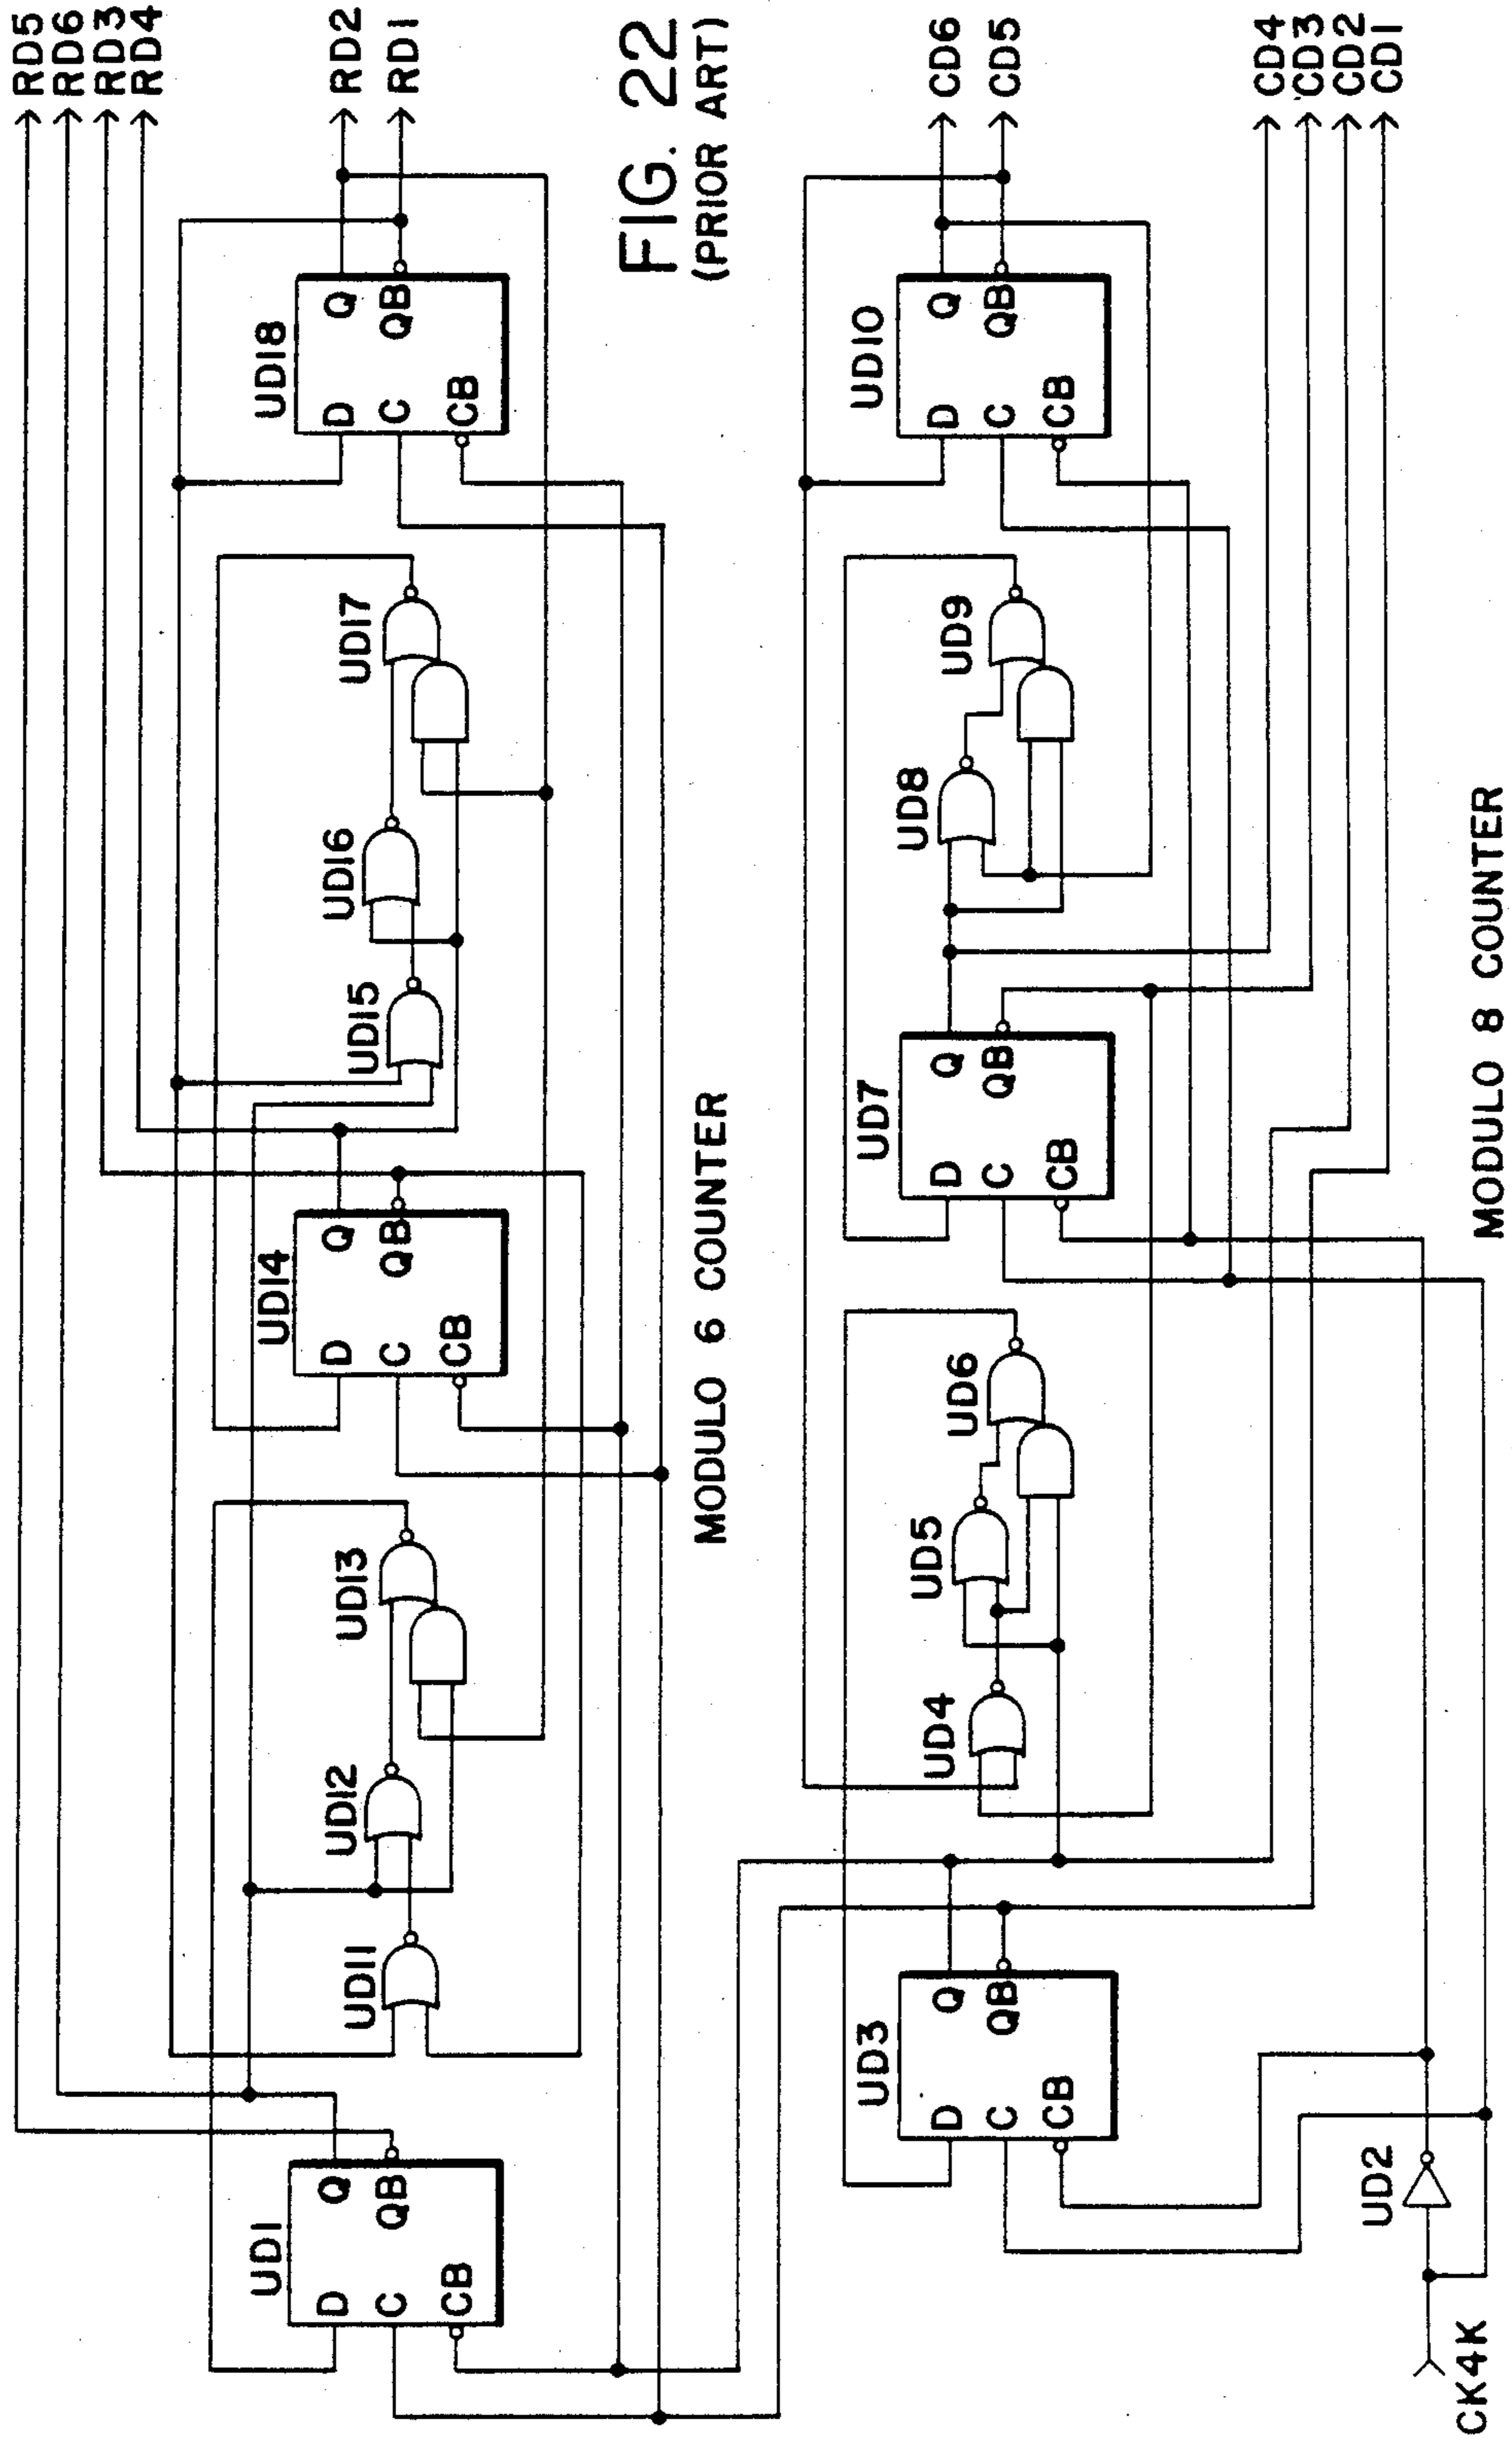 RD5
RD6
RD3
RD4
RD2
RD1
UD1
D
C
CB
Q
QB
UD11
UD12
UD13
UD14
D
C
CB
Q
QB
UD15
UD16
UD17
UD18
D
C
CB
Q
QB
MODULO 6 COUNTER
FIG. 22
(PRIOR ART)
CD6
CD5
CD4
CD3
CD2
CD1
UD3
D
C
CB
Q
QB
UD4
UD5
UD6
UD7
D
C
CB
Q
QB
UD8
UD9
UD10
D
C
CB
Q
QB
UD2
CK4K
MODULO 8 COUNTER